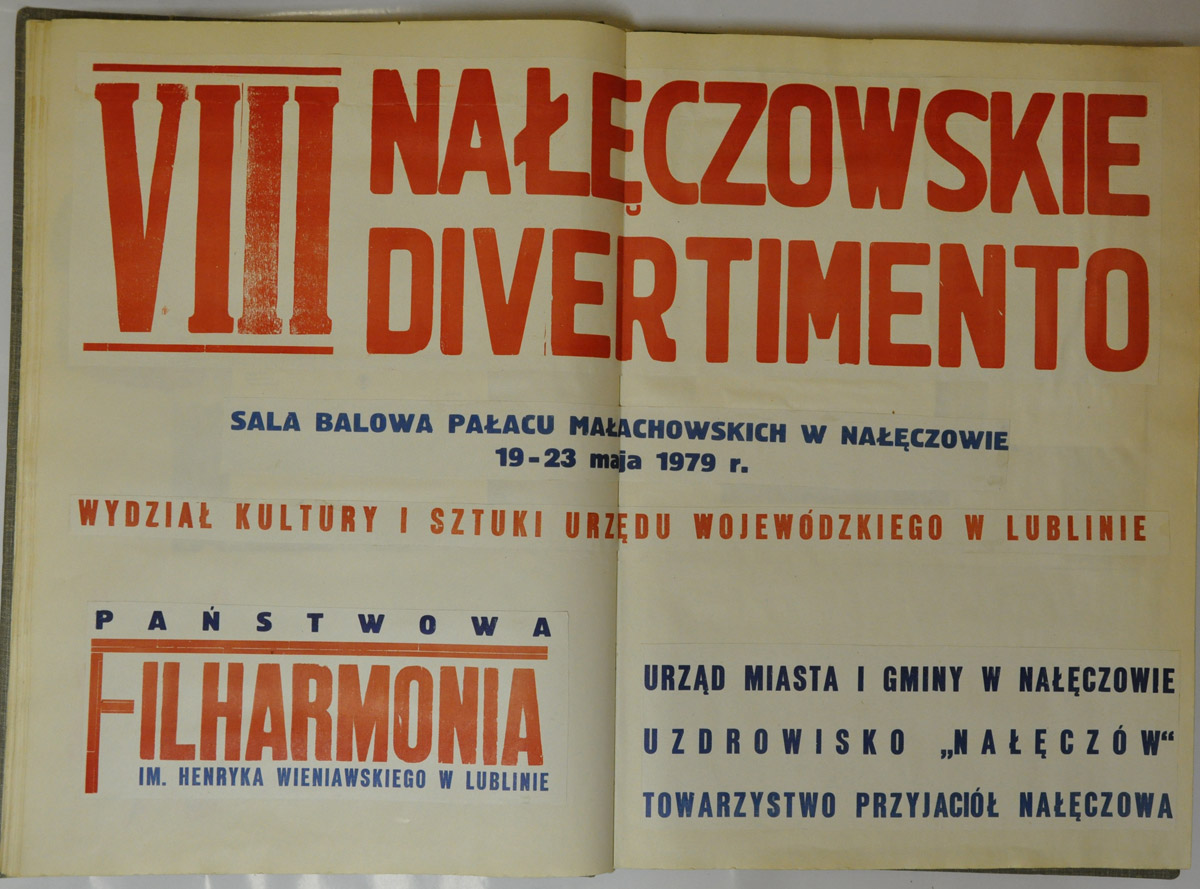 VIII NAŁĘCZOWSKIE
DIVERTIMENTO
SALA BALOWA PAŁACU MAŁACHOWSKICH W NAŁĘCZOWIE
19-23 maja 1979 r.
WYDZIAŁ KULTURY I SZTUKI URZĘDU WOJEWÓDZKIEGO W LUBLINIE
PAŃSTWOWA
FILHARMONIA
IM. HENRYKA WIENIAWSKIEGO W LUBLINIE
URZĄD MIASTA I GMINY W NAŁĘCZOWIE
UZDROWISKO „NAŁĘCZÓW“
TOWARZYSTWO PRZYJACIÓŁ NAŁĘCZOWA